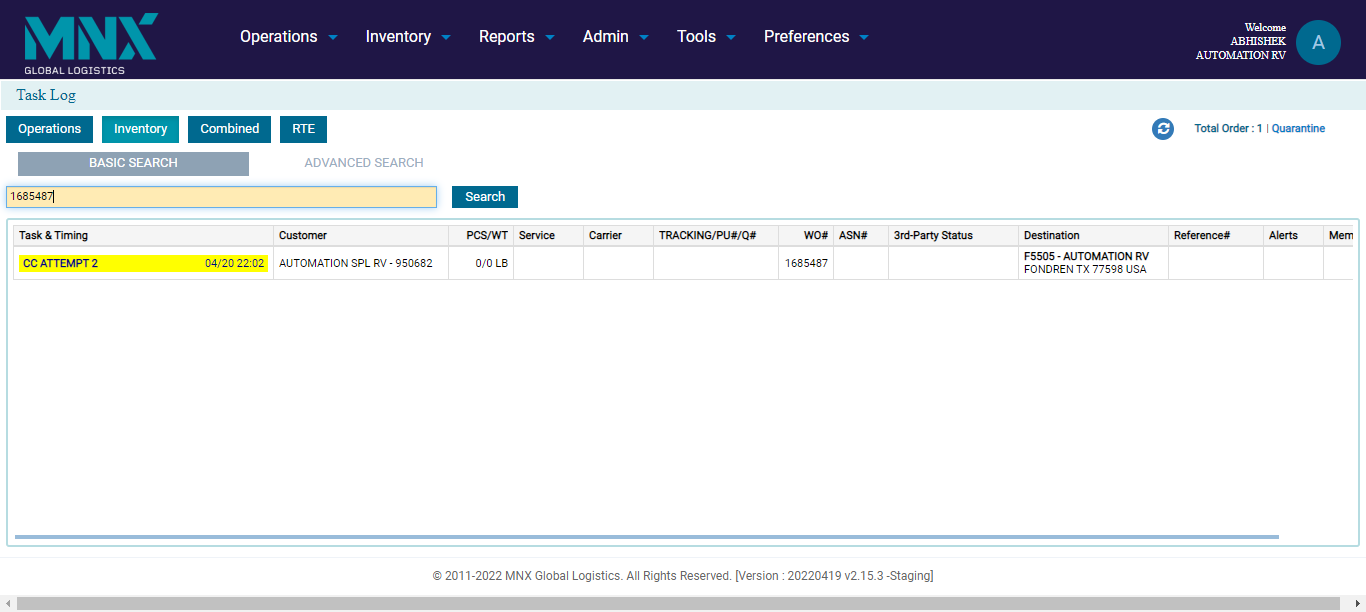 MNX
GLOBAL LOGISTICS
Operations Inventory Reports Admin Tools Preferences
Welcome
ABHISHEK
AUTOMATION RV
A
Task Log
Operations Inventory Combined RTE
Total Order : 1 | Quarantine
BASIC SEARCH ADVANCED SEARCH
1685487 Search
Task & Timing Customer PCS/WT Service Carrier TRACKING/PU#/Q# WO# ASN# 3rd-Party Status Destination Reference# Alerts Mem
CC ATTEMPT 2 04/20 22:02 AUTOMATION SPL RV - 950682 0/0 LB 1685487 F5505 - AUTOMATION RV
FONDREN TX 77598 USA
© 2011-2022 MNX Global Logistics. All Rights Reserved. [Version : 20220419 v2.15.3 -Staging]